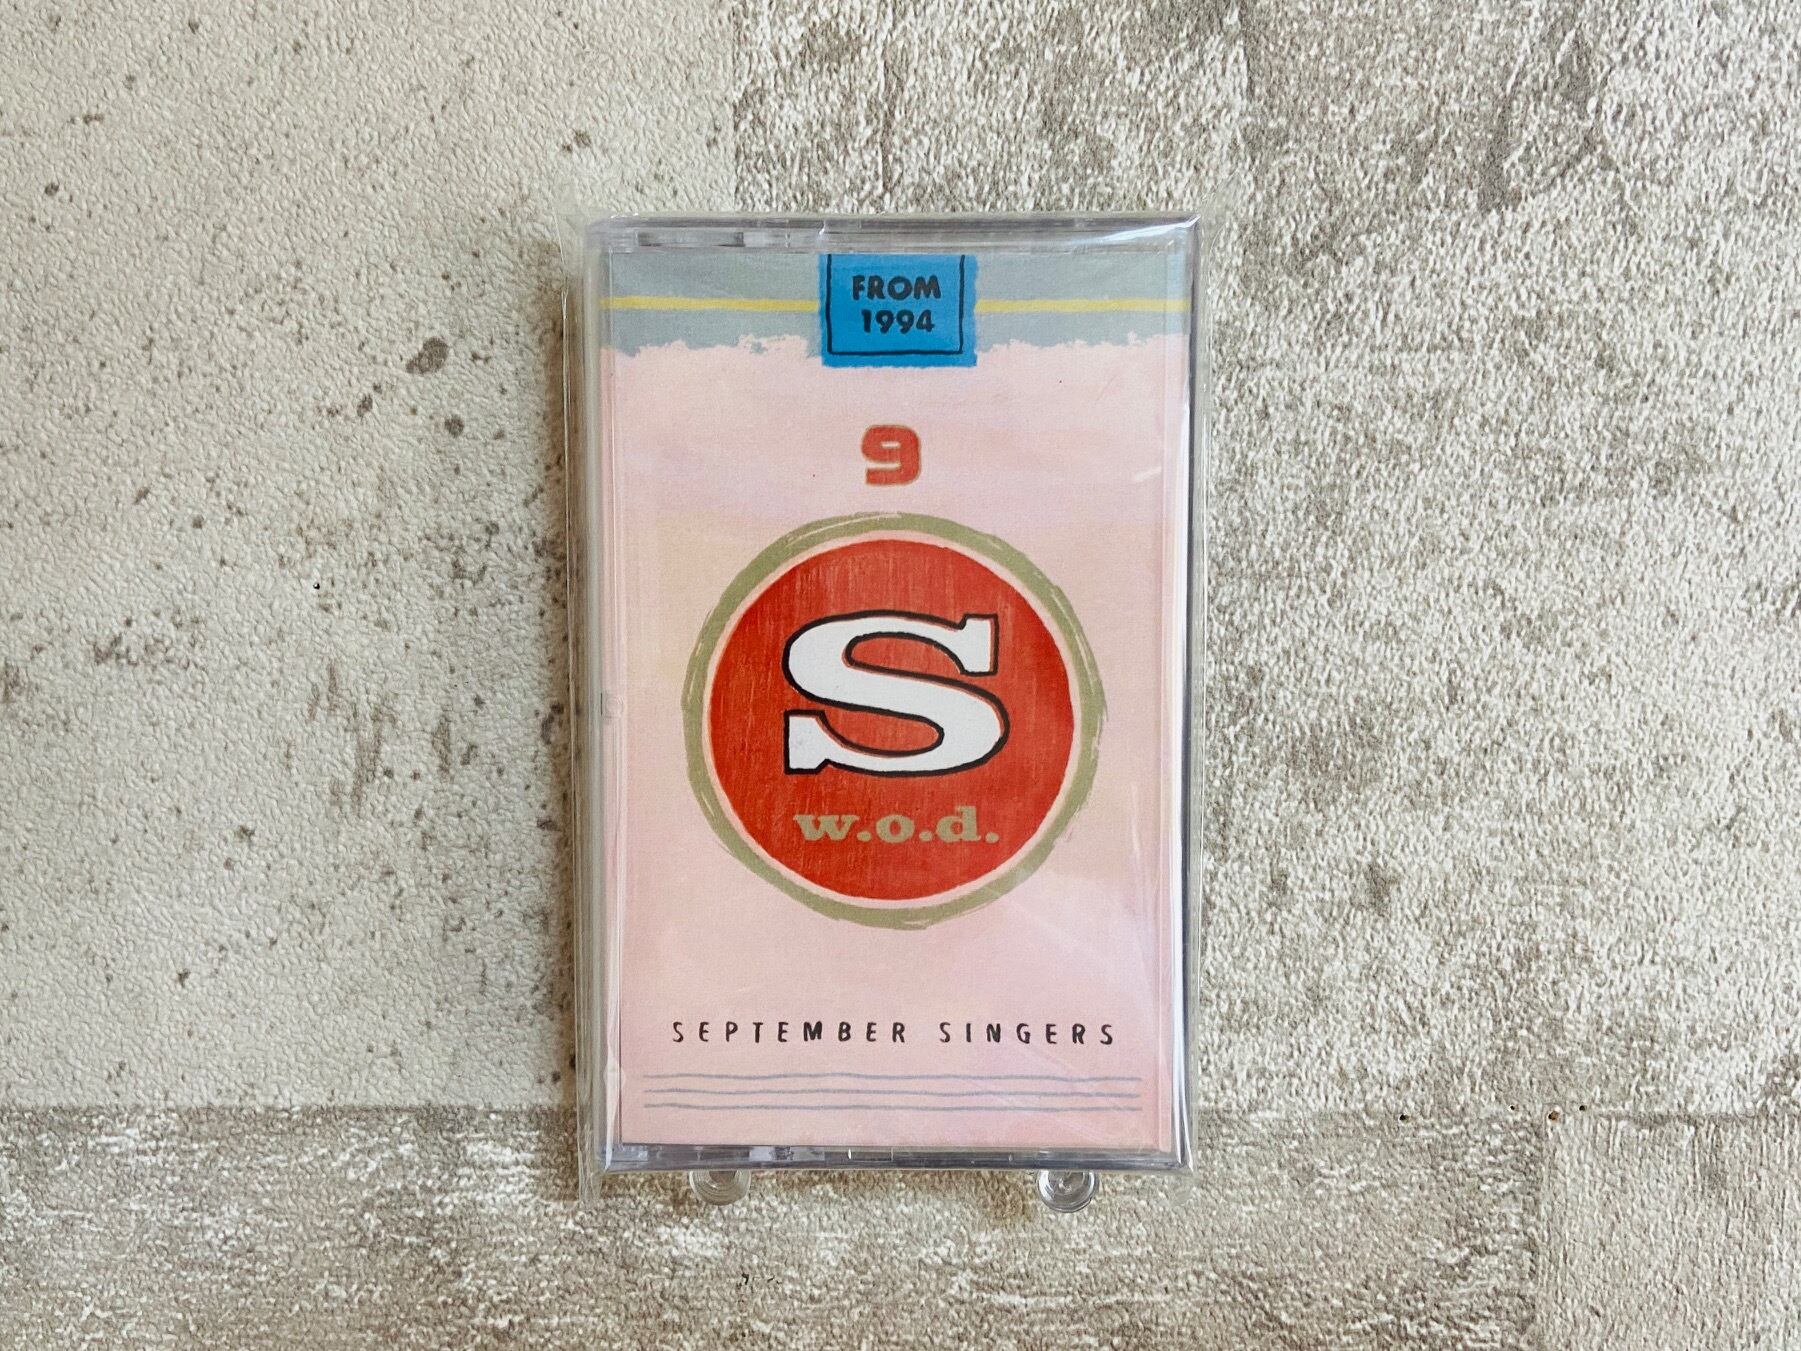 FROM
1994
9
S
w.o.d.
SEPTEMBER SINGERS